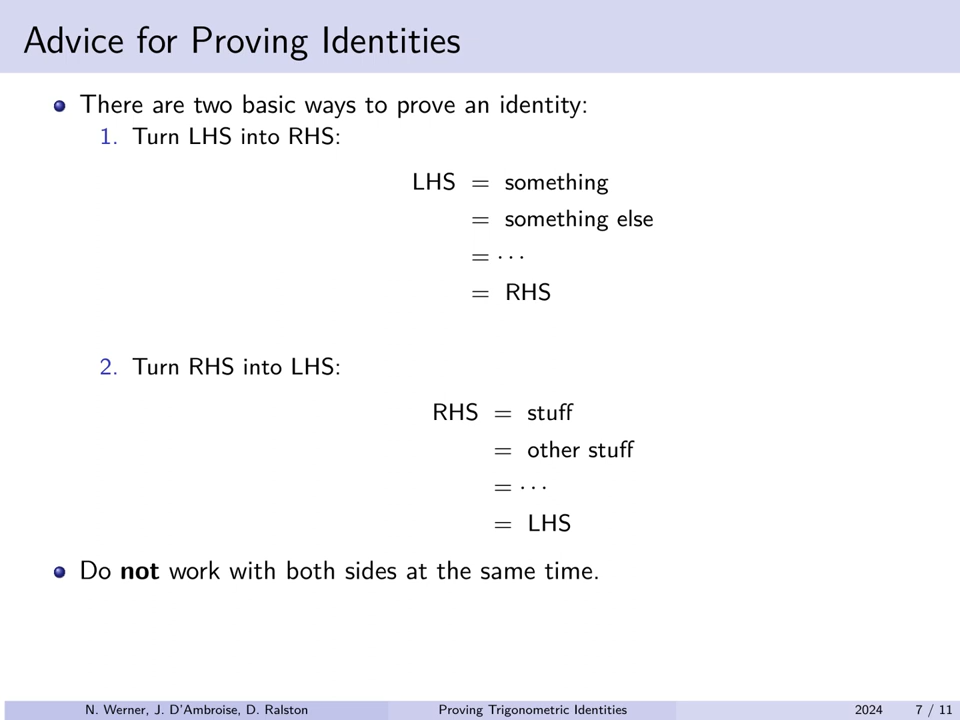 Advice for Proving Identities
There are two basic ways to prove an identity:
1. Turn LHS into RHS:
LHS = something
= something else
= ···
= RHS
2. Turn RHS into LHS:
RHS = stuff
= other stuff
= ···
= LHS
Do not work with both sides at the same time.
N. Werner, J. D'Ambroise, D. Ralston Proving Trigonometric Identities 2024 7 / 11